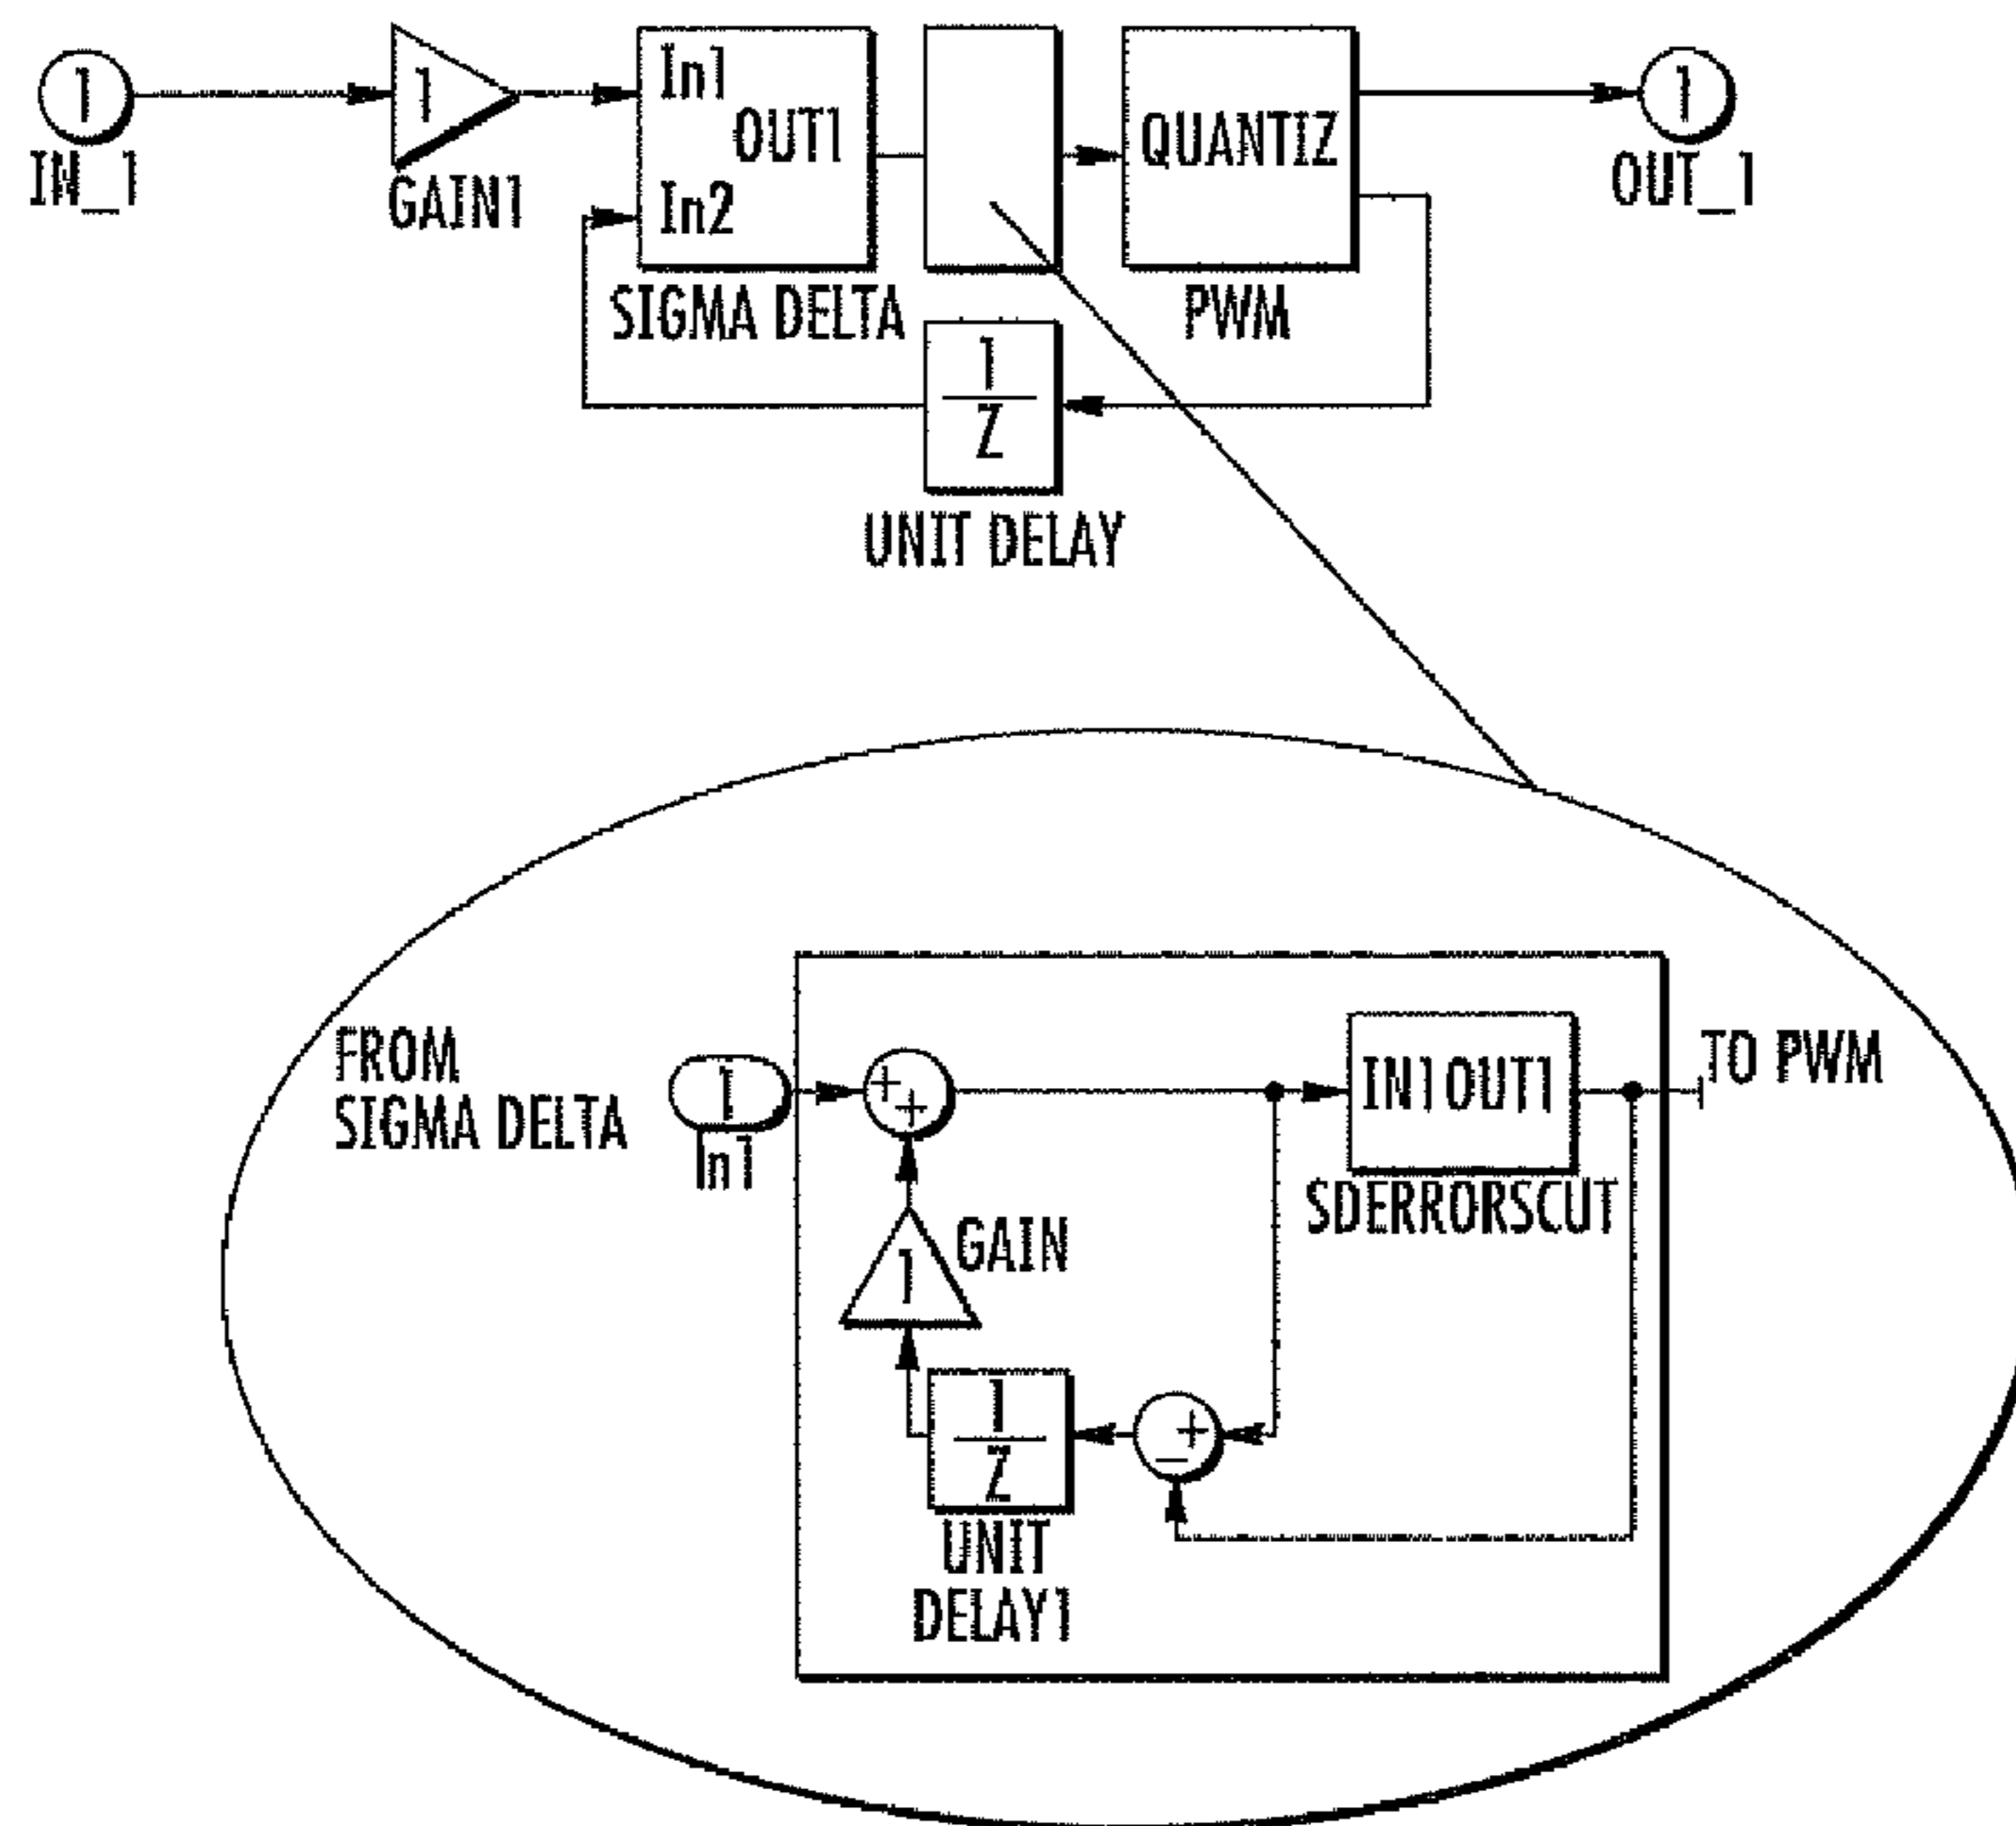 1
IN_1
1
GAIN1
In1
OUT1
In2
SIGMA DELTA
QUANTIZ
PWM
1
OUT_1
1
Z
UNIT DELAY
FROM
SIGMA DELTA
1
In1
+
+
IN1OUT1
SDERRORSCUT
TO PWM
GAIN
1
1
Z
UNIT
DELAY1
+
−